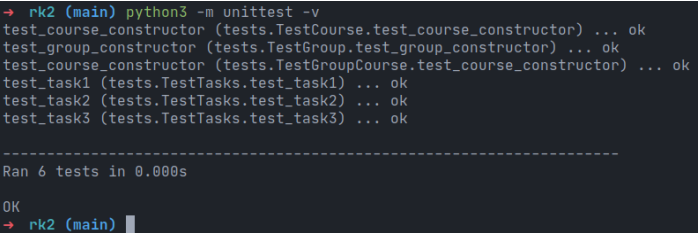 → rk2 (main) python3 -m unittest -v
test_course_constructor (tests.TestCourse.test_course_constructor) ... ok
test_group_constructor (tests.TestGroup.test_group_constructor) ... ok
test_course_constructor (tests.TestGroupCourse.test_course_constructor) ... ok
test_task1 (tests.TestTasks.test_task1) ... ok
test_task2 (tests.TestTasks.test_task2) ... ok
test_task3 (tests.TestTasks.test_task3) ... ok
----------------------------------------------------------------------
Ran 6 tests in 0.000s
OK
→ rk2 (main)